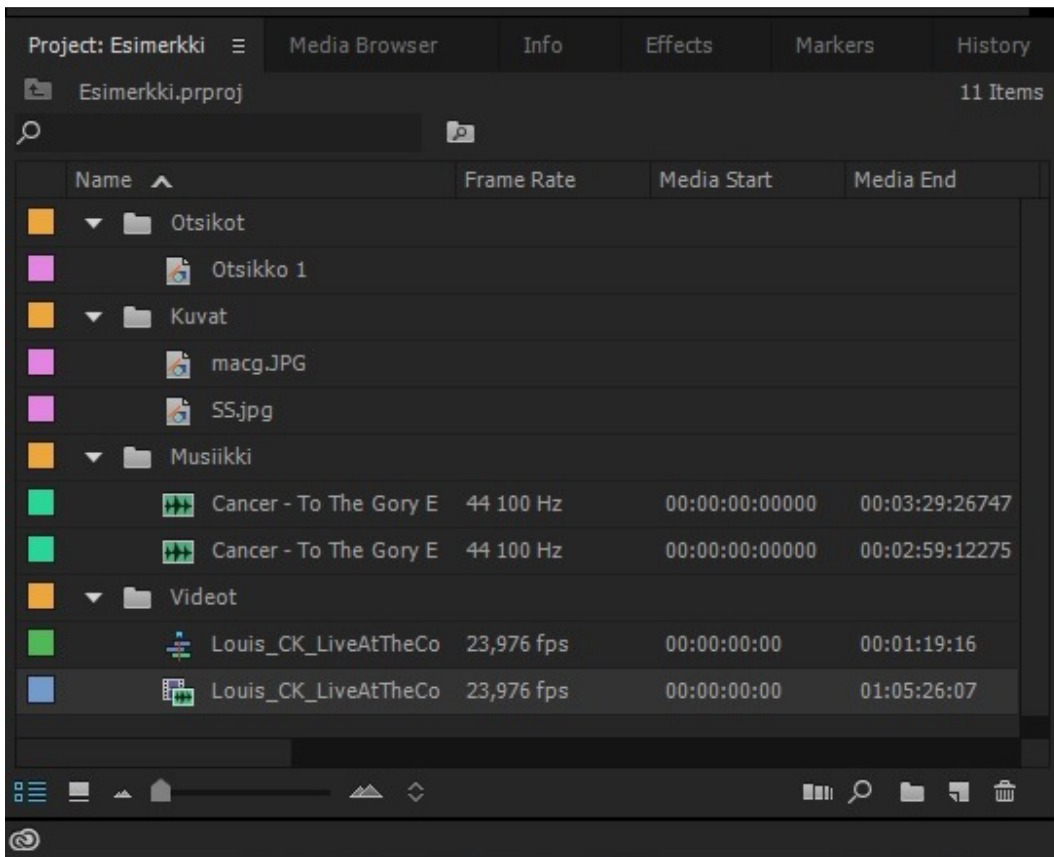 Project: Esimerkki Media Browser Info Effects Markers History
Esimerkki.prproj 11 Items
Name Frame Rate Media Start Media End
Otsikot
Otsikko 1
Kuvat
macg.JPG
SS.jpg
Musiikki
Cancer - To The Gory E 44 100 Hz 00:00:00:00000 00:03:29:26747
Cancer - To The Gory E 44 100 Hz 00:00:00:00000 00:02:59:12275
Videot
Louis_CK_LiveAtTheCo 23,976 fps 00:00:00:00 00:01:19:16
Louis_CK_LiveAtTheCo 23,976 fps 00:00:00:00 01:05:26:07